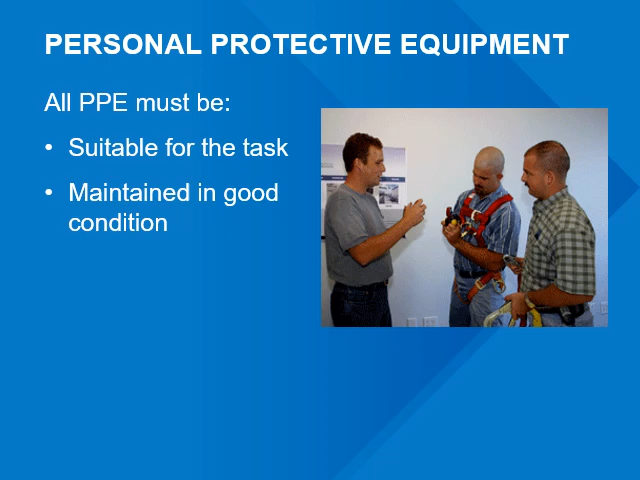 PERSONAL PROTECTIVE EQUIPMENT
All PPE must be:
• Suitable for the task
• Maintained in good
condition